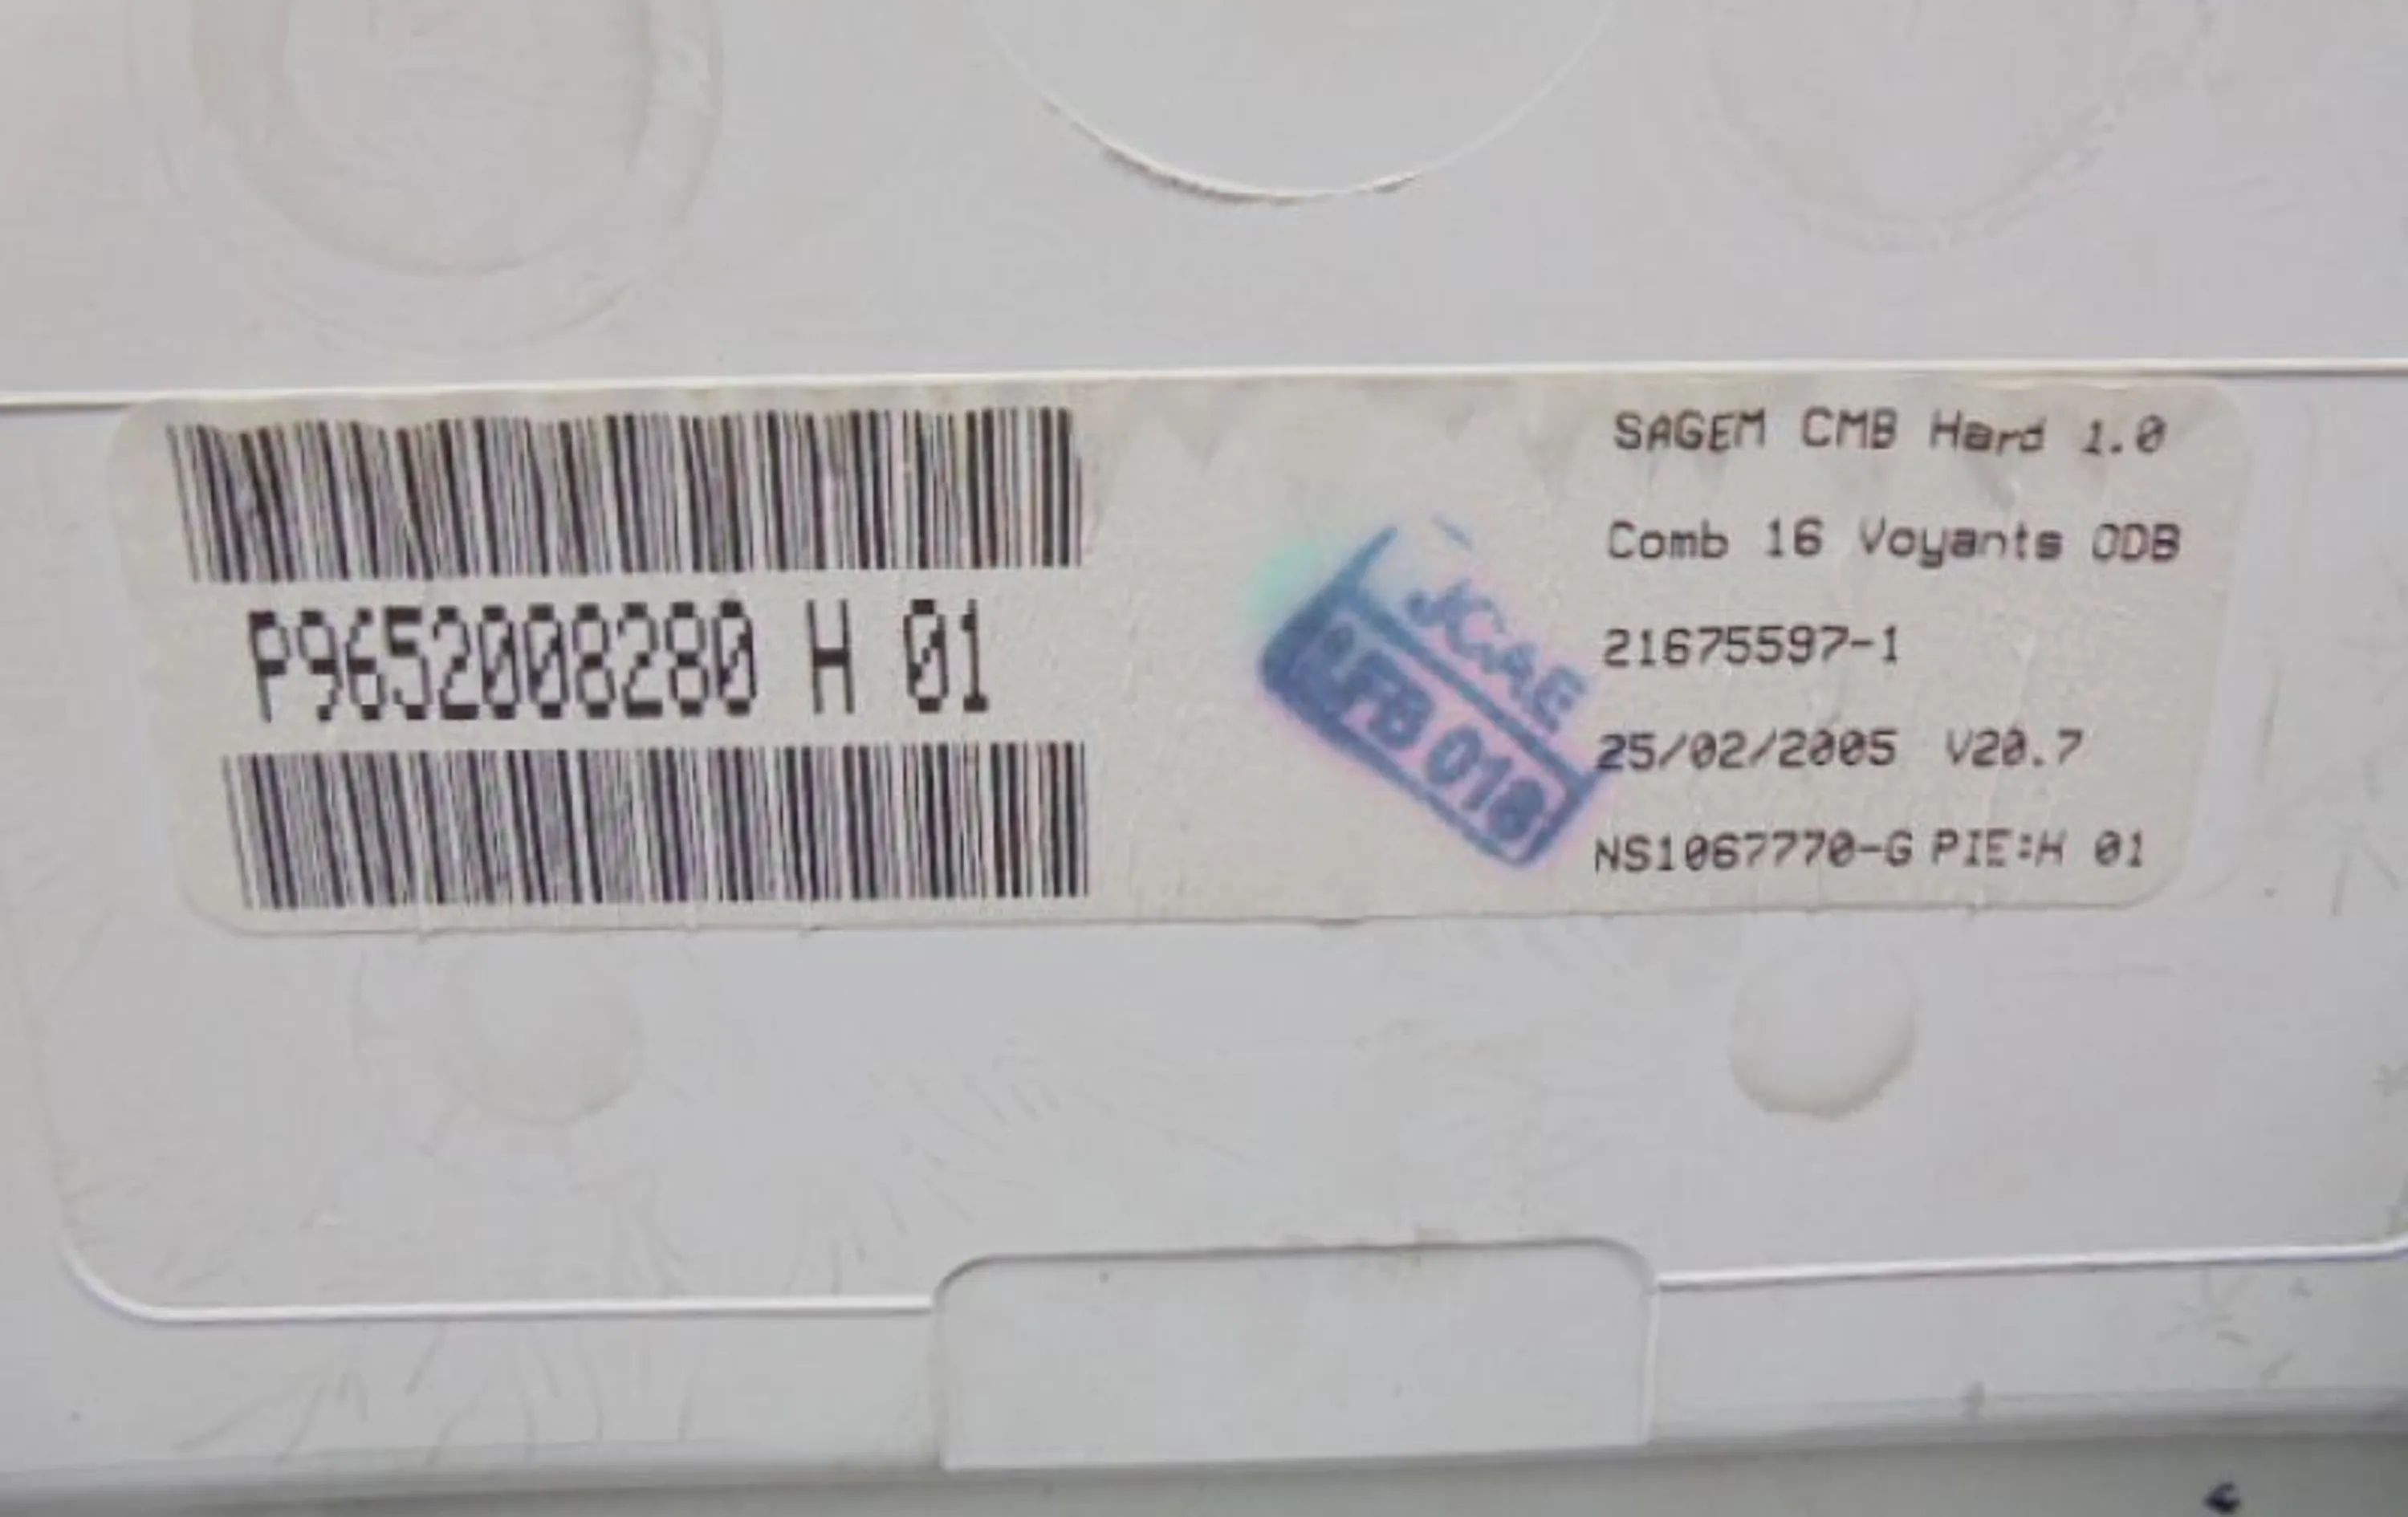 P9652008280 H 01
SAGEM CMB Hard 1.0
Comb 16 Voyants ODB
21675597-1
25/02/2005 V20.7
NS1067770-G PIE:H 01
JCAE
018